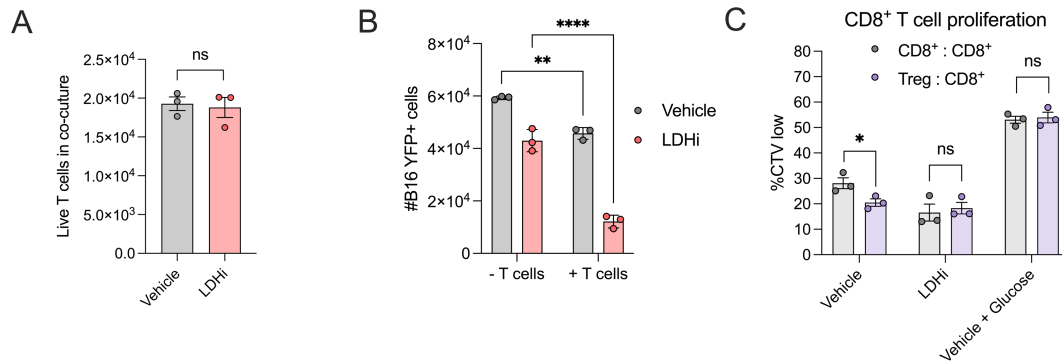 A
Live T cells in co-cuture
2.5×10⁴
2.0×10⁴
1.5×10⁴
1.0×10⁴
5.0×10³
0.0
ns
Vehicle
LDHi
B
#B16 YFP+ cells
8×10⁴
6×10⁴
4×10⁴
2×10⁴
0
****
**
- T cells
+ T cells
Vehicle
LDHi
C
CD8⁺ T cell proliferation
CD8⁺ : CD8⁺
Treg : CD8⁺
%CTV low
80
70
60
50
40
30
20
10
0
*
ns
ns
Vehicle
LDHi
Vehicle + Glucose